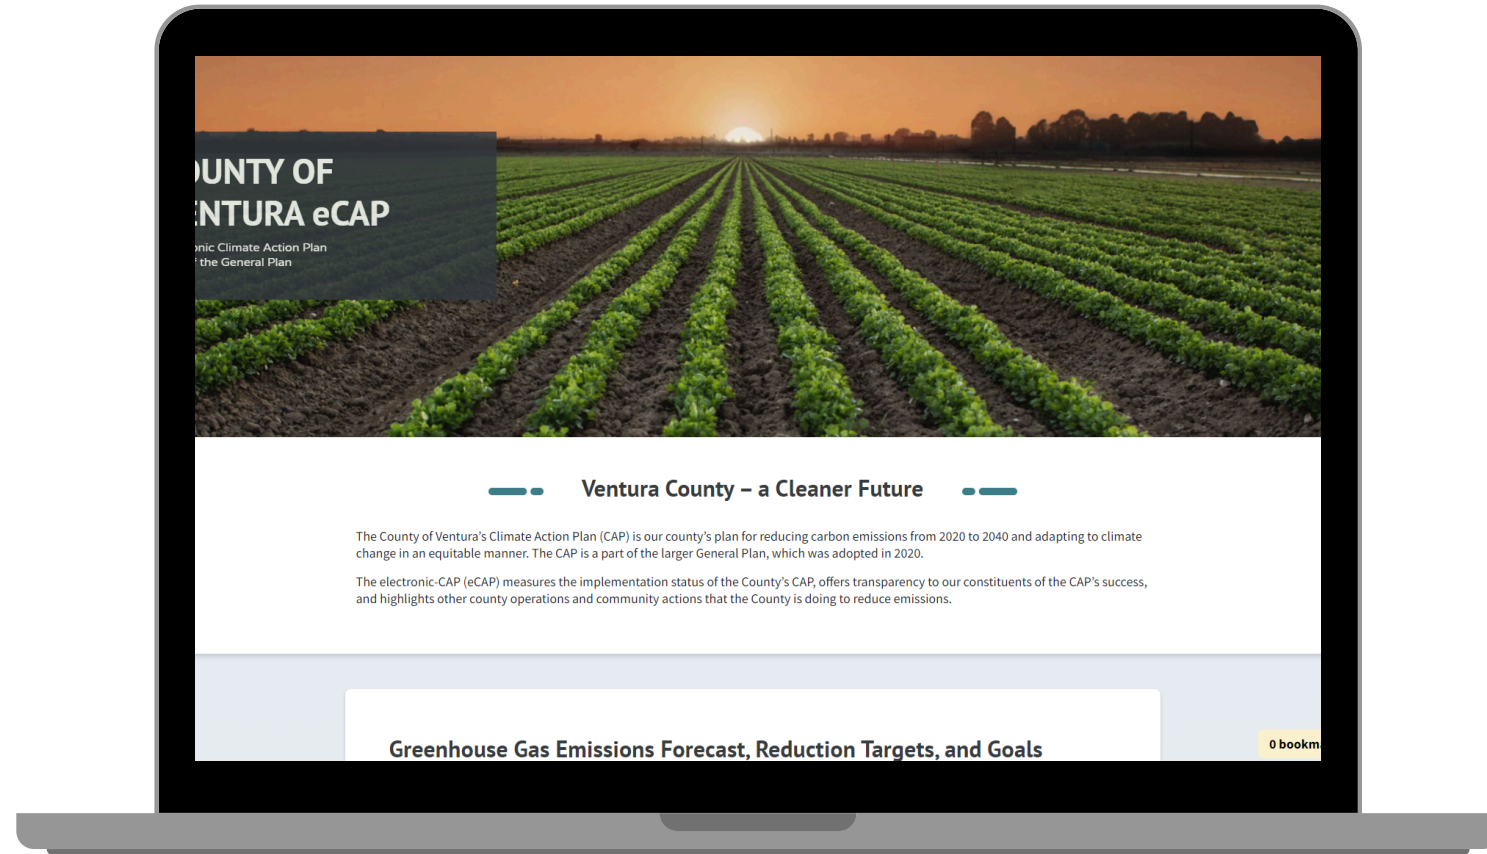 OUNTY OF
ENTURA eCAP
onic Climate Action Plan
the General Plan
Ventura County – a Cleaner Future
The County of Ventura’s Climate Action Plan (CAP) is our county’s plan for reducing carbon emissions from 2020 to 2040 and adapting to climate
change in an equitable manner. The CAP is a part of the larger General Plan, which was adopted in 2020.
The electronic-CAP (eCAP) measures the implementation status of the County’s CAP, offers transparency to our constituents of the CAP’s success,
and highlights other county operations and community actions that the County is doing to reduce emissions.
Greenhouse Gas Emissions Forecast, Reduction Targets, and Goals
0 bookm